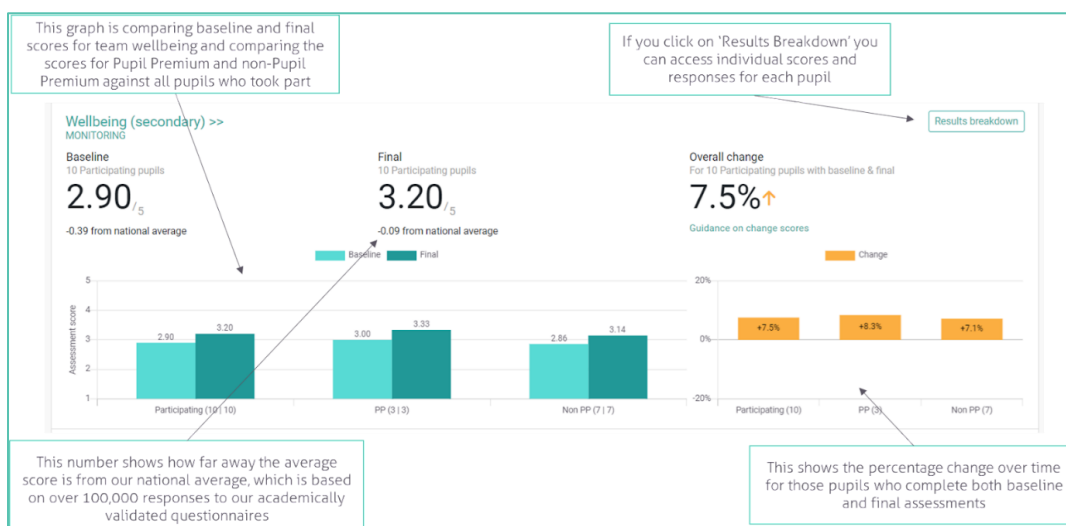 This graph is comparing baseline and final
scores for team wellbeing and comparing the
scores for Pupil Premium and non-Pupil
Premium against all pupils who took part
If you click on 'Results Breakdown' you
can access individual scores and
responses for each pupil
Wellbeing (secondary) >>
MONITORING
Results breakdown
Baseline
10 Participating pupils
2.90/5
-0.39 from national average
Final
10 Participating pupils
3.20/5
-0.09 from national average
Overall change
For 10 Participating pupils with baseline & final
7.5%↑
Guidance on change scores
Baseline Final
Change
Assessment score
5
4
3
2
1
2.90
3.20
3.00
3.33
2.86
3.14
Participating (10 | 10)
PP (3 | 3)
Non PP (7 | 7)
20%
0%
-20%
+7.5%
+8.3%
+7.1%
Participating (10)
PP (3)
Non PP (7)
This number shows how far away the average
score is from our national average, which is based
on over 100,000 responses to our academically
validated questionnaires
This shows the percentage change over time
for those pupils who complete both baseline
and final assessments